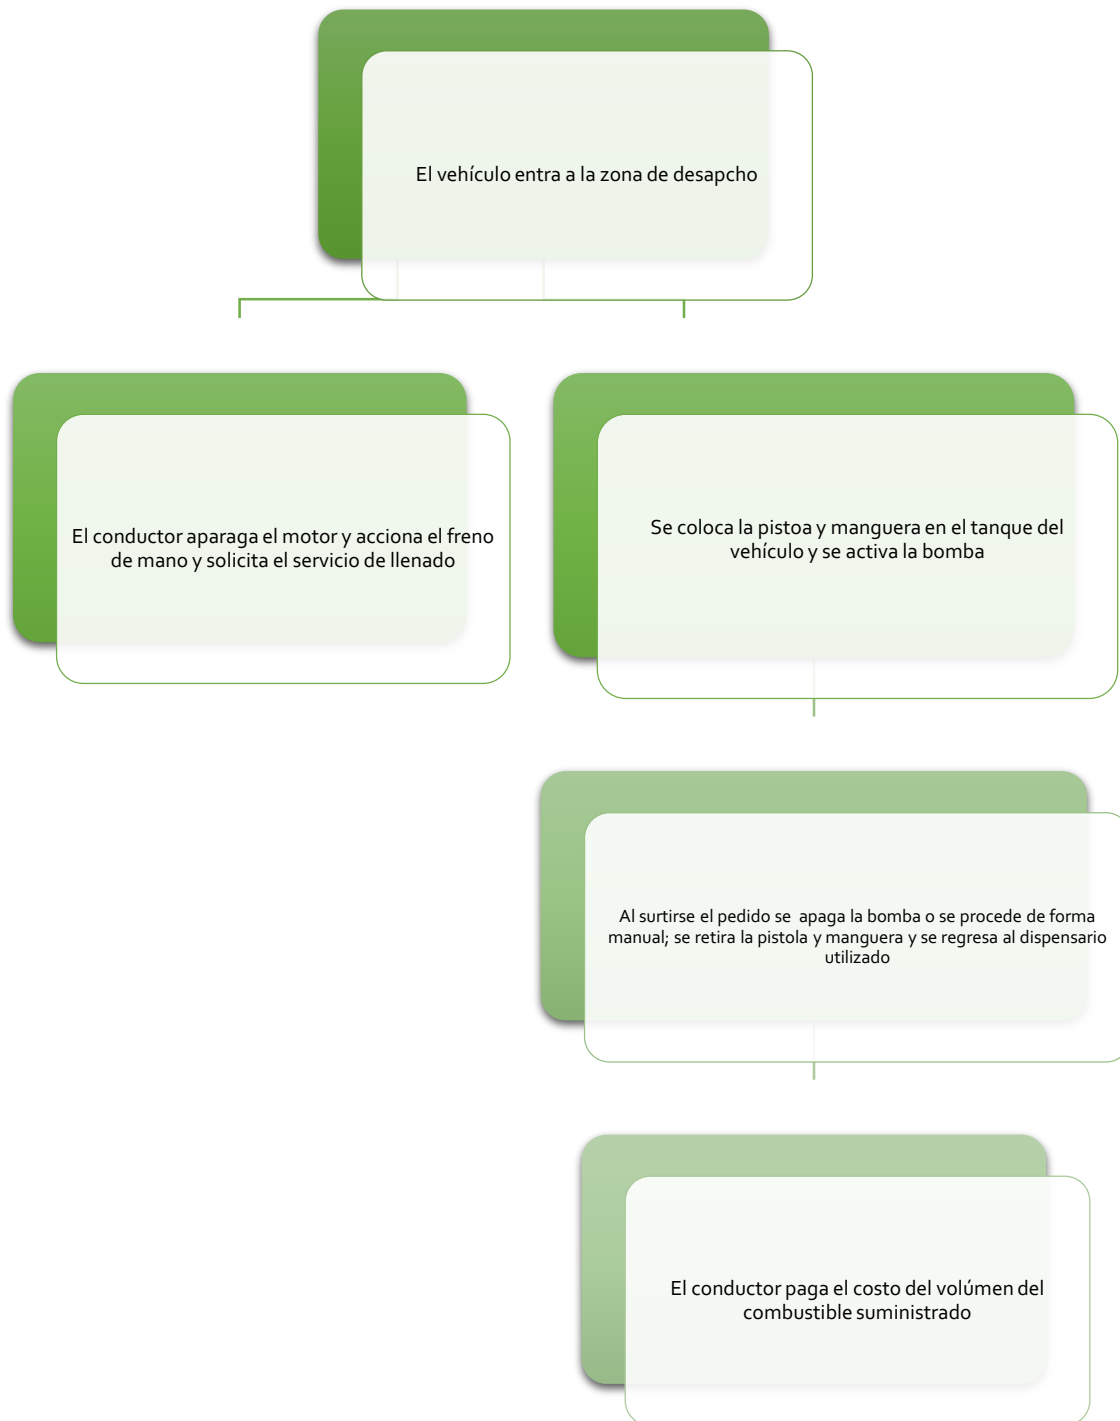 El vehículo entra a la zona de desapcho
El conductor aparaga el motor y acciona el freno
de mano y solicita el servicio de llenado
Se coloca la pistoa y manguera en el tanque del
vehículo y se activa la bomba
Al surtirse el pedido se  apaga la bomba o se procede de forma
manual; se retira la pistola y manguera y se regresa al dispensario
utilizado
El conductor paga el costo del volúmen del
combustible suministrado